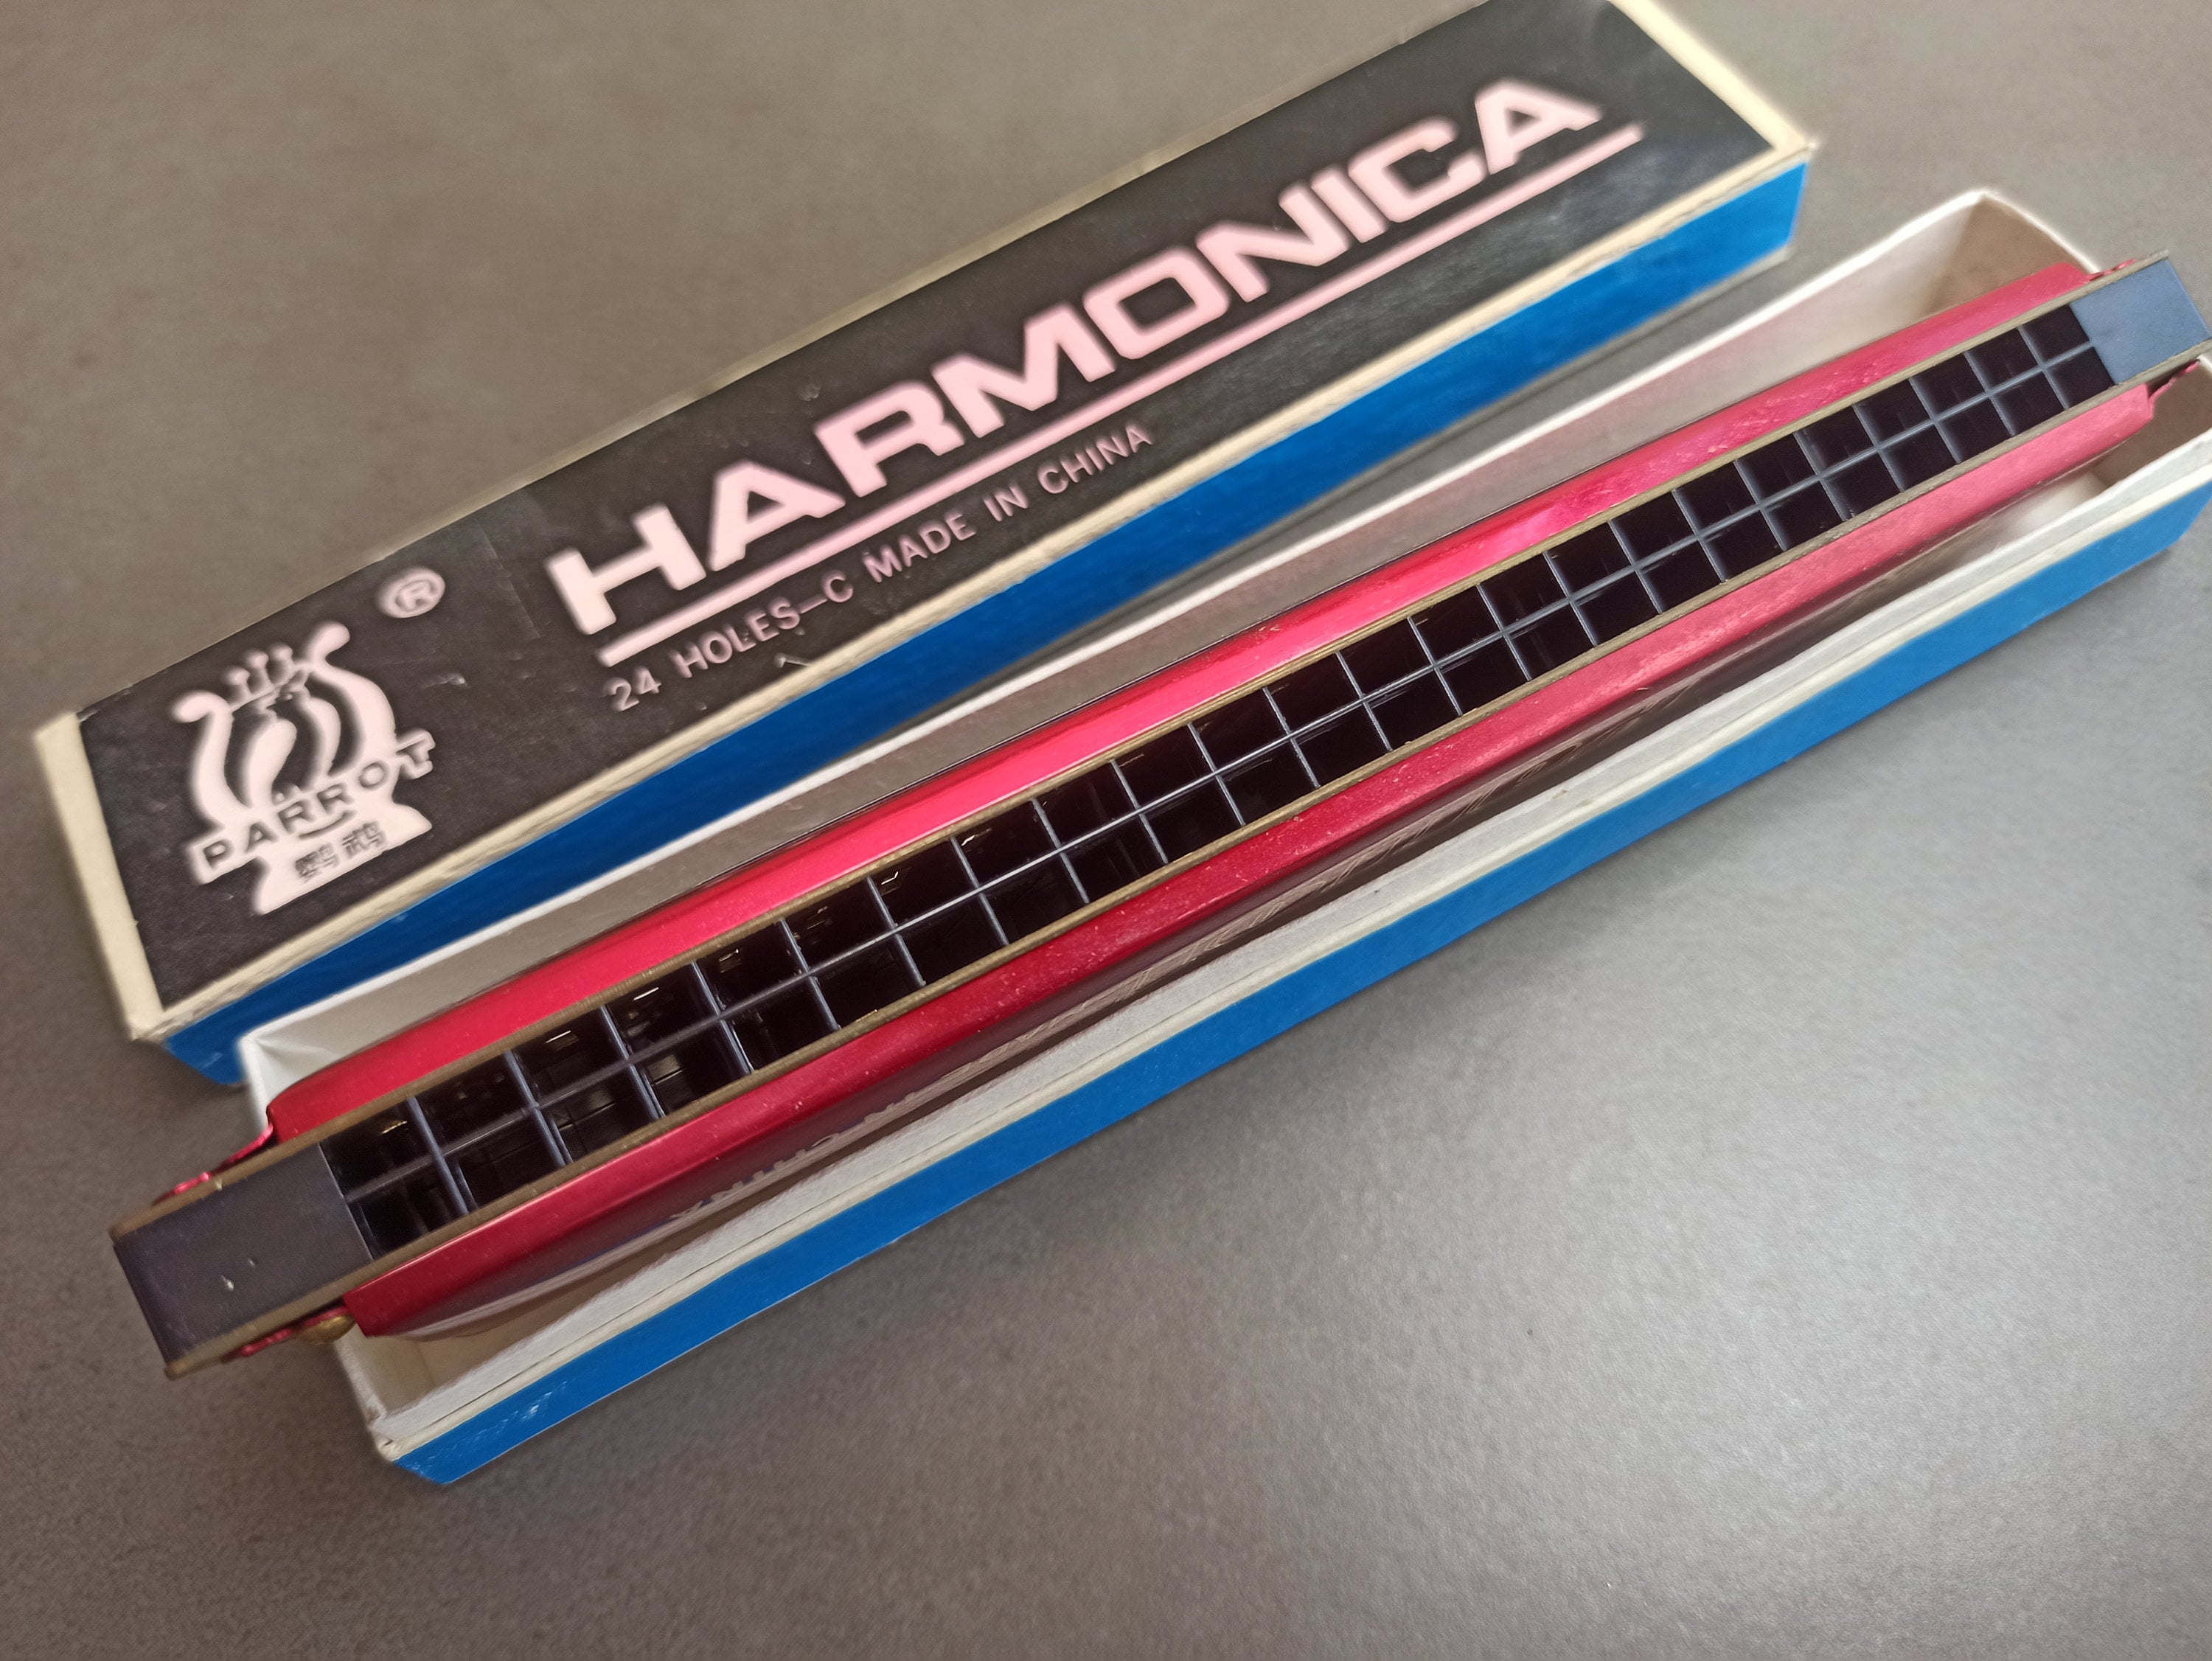 HARMONICA
24 HOLES–C MADE IN CHINA
®
PARROT
鹦鹉